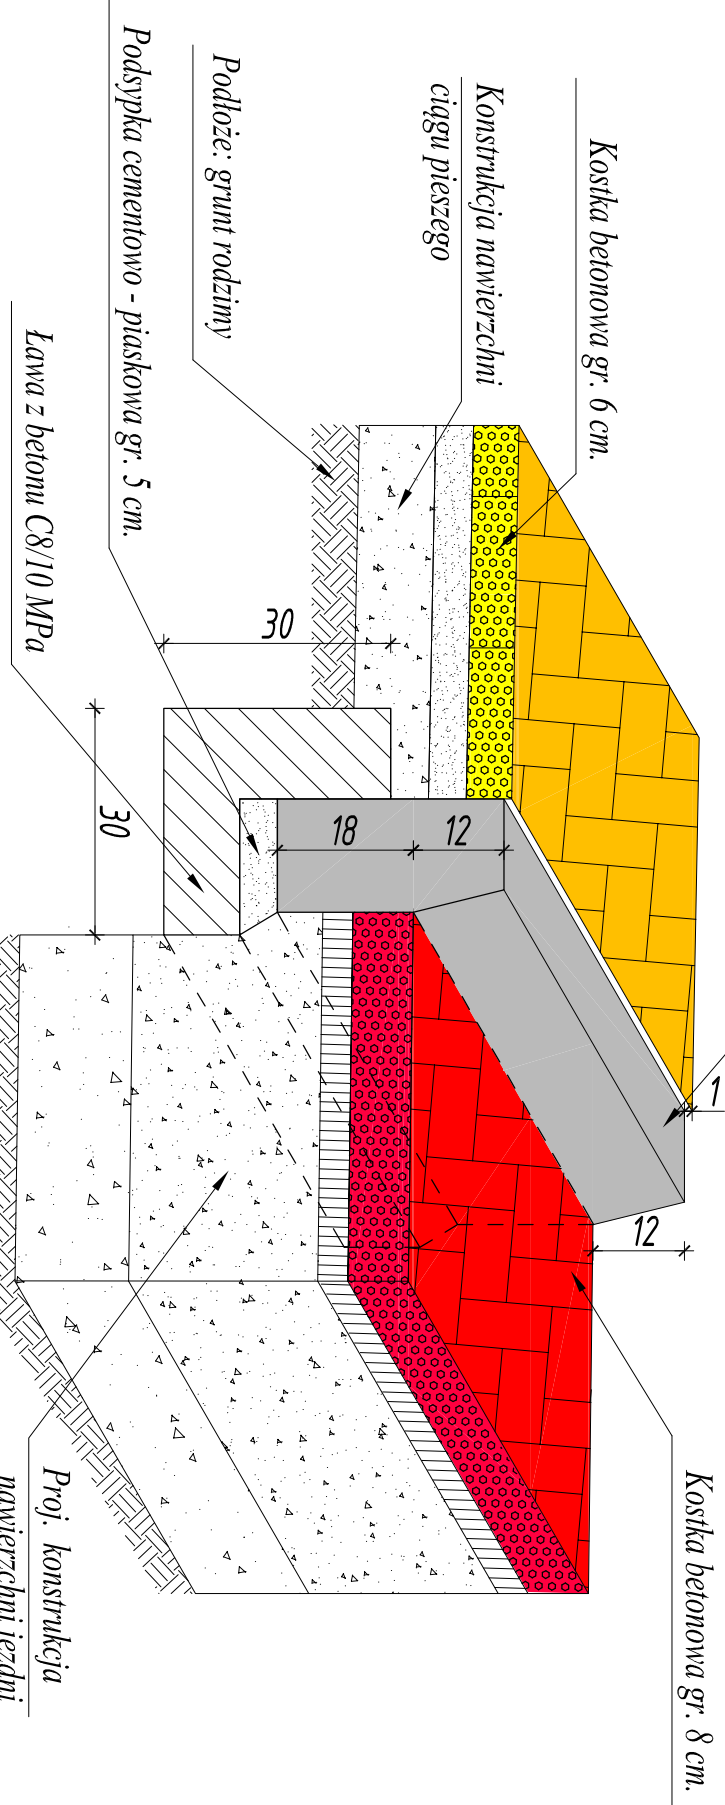 Kostka betonowa gr. 8 cm.
Kostka betonowa gr. 6 cm.
Konstrukcja nawierzchni
ciągu pieszego
Podłoże: grunt rodzimy
Podsypka cementowo - piaskowa gr. 5 cm.
Ława z betonu C8/10 MPa
Proj. konstrukcja
nawierzchni jezdni
30
30
18
12
1
12